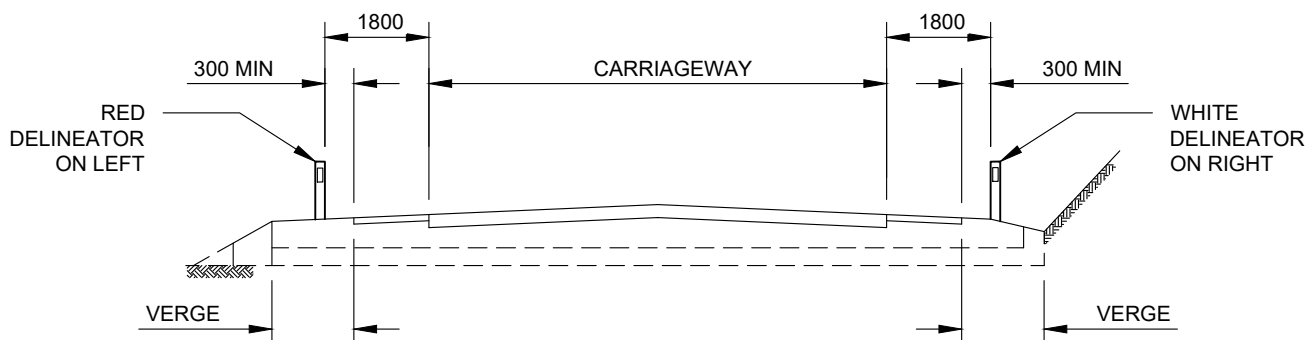 1800
1800
300 MIN
CARRIAGEWAY
300 MIN
RED
DELINEATOR
ON LEFT
WHITE
DELINEATOR
ON RIGHT
VERGE
VERGE